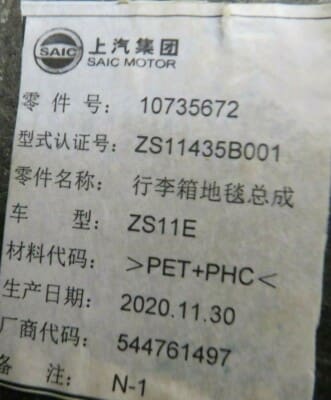 SAIC
上汽集团
SAIC MOTOR
零 件 号: 10735672
型式认证号: ZS11435B001
零件名称: 行李箱地毯总成
车 型: ZS11E
材料代码: >PET+PHC<
生产日期: 2020.11.30
厂商代码: 544761497
备 注: N-1